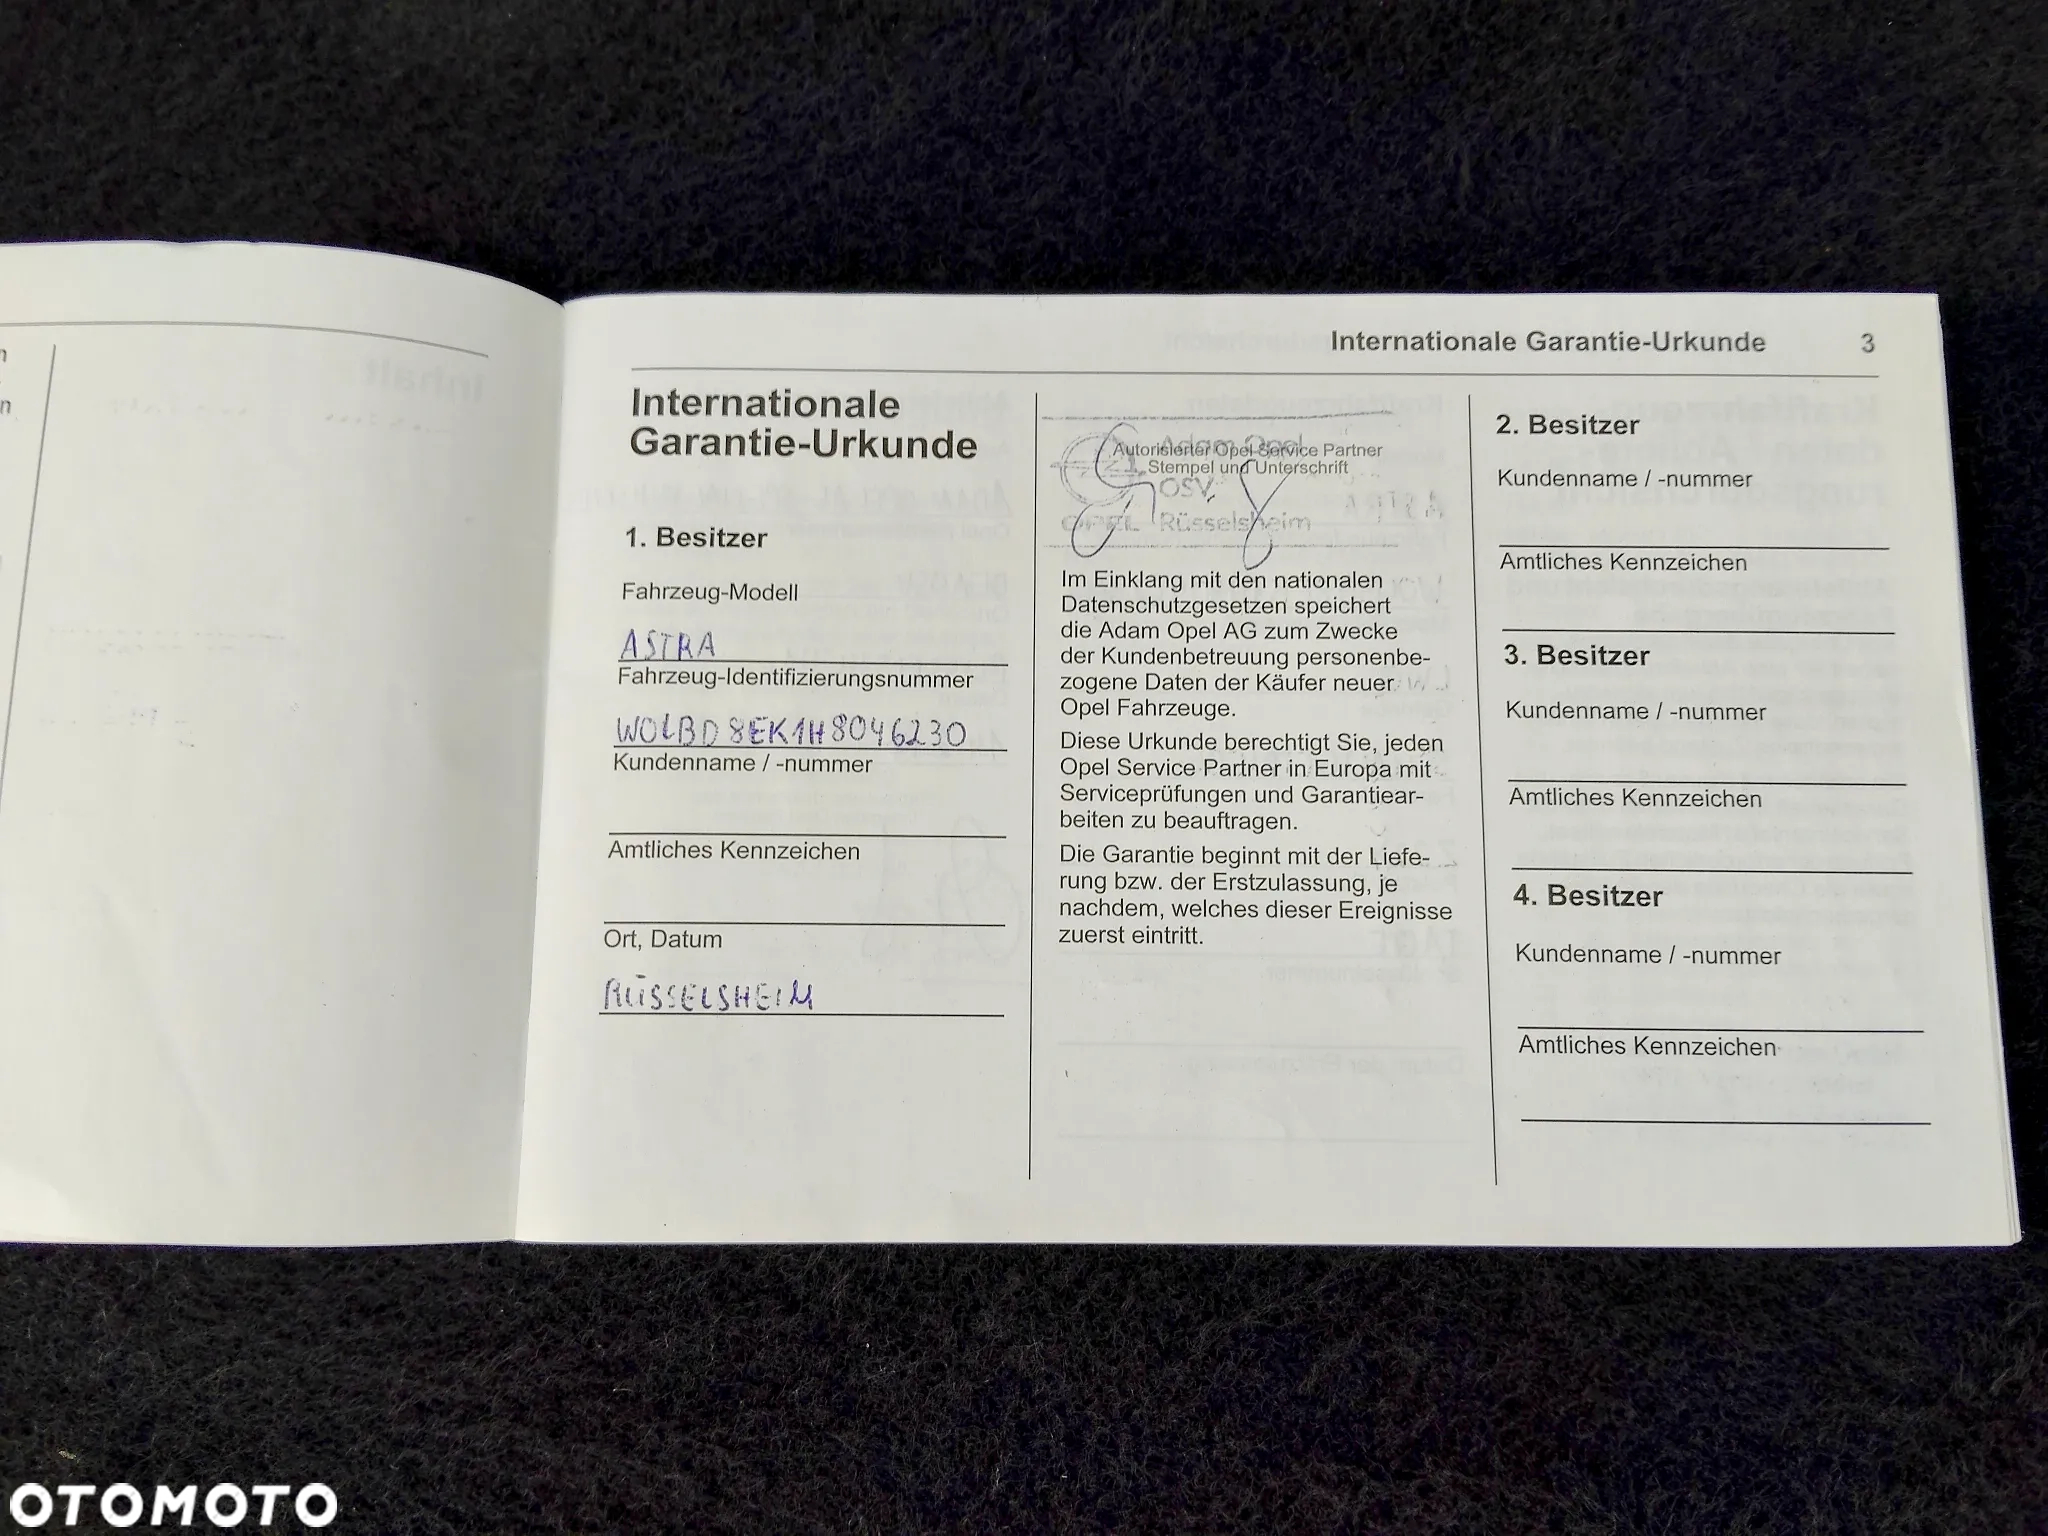 Internationale Garantie-Urkunde 3
Internationale
Garantie-Urkunde
1. Besitzer
Fahrzeug-Modell
ASTRA
Fahrzeug-Identifizierungsnummer
WOLBD8EK1H8046230
Kundenname / -nummer
Amtliches Kennzeichen
Ort, Datum
RÜSSELSHEIM
Adam Opel
Autorisierter Opel Service Partner
Stempel und Unterschrift
OSV
OPEL Rüsselsheim
Im Einklang mit den nationalen
Datenschutzgesetzen speichert
die Adam Opel AG zum Zwecke
der Kundenbetreuung personenbe-
zogene Daten der Käufer neuer
Opel Fahrzeuge.
Diese Urkunde berechtigt Sie, jeden
Opel Service Partner in Europa mit
Serviceprüfungen und Garantiear-
beiten zu beauftragen.
Die Garantie beginnt mit der Liefe-
rung bzw. der Erstzulassung, je
nachdem, welches dieser Ereignisse
zuerst eintritt.
2. Besitzer
Kundenname / -nummer
Amtliches Kennzeichen
3. Besitzer
Kundenname / -nummer
Amtliches Kennzeichen
4. Besitzer
Kundenname / -nummer
Amtliches Kennzeichen
OTOMOTO